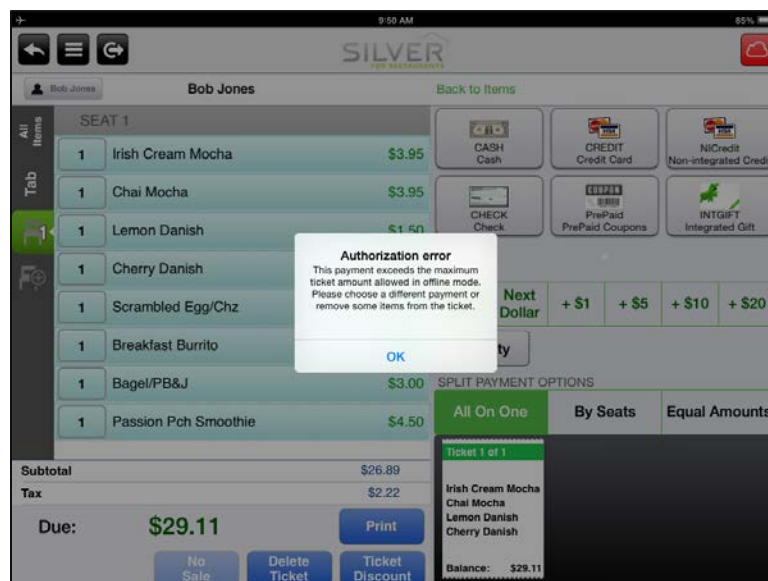 9:50 AM
85%
SILVER
FOR RESTAURANTS
Bob Jones
Bob Jones
Back to Items
All Items
Tab
1
SEAT 1
1 Irish Cream Mocha $3.95
1 Chai Mocha $3.95
1 Lemon Danish $1.50
1 Cherry Danish
1 Scrambled Egg/Chz
1 Breakfast Burrito
1 Bagel/PB&J $3.00
1 Passion Pch Smoothie $4.50
Subtotal $26.89
Tax $2.22
Due: $29.11
Print
No Sale
Delete Ticket
Ticket Discount
CASH
Cash
CREDIT
Credit Card
NICredit
Non-integrated Credi
CHECK
Check
COUPON
PrePaid
PrePaid Coupons
INTGIFT
Integrated Gift
Authorization error
This payment exceeds the maximum
ticket amount allowed in offline mode.
Please choose a different payment or
remove some items from the ticket.
OK
Next Dollar
+ $1
+ $5
+ $10
+ $20
ty
SPLIT PAYMENT OPTIONS
All On One
By Seats
Equal Amounts
Ticket 1 of 1
Irish Cream Mocha
Chai Mocha
Lemon Danish
Cherry Danish
Balance: $29.11